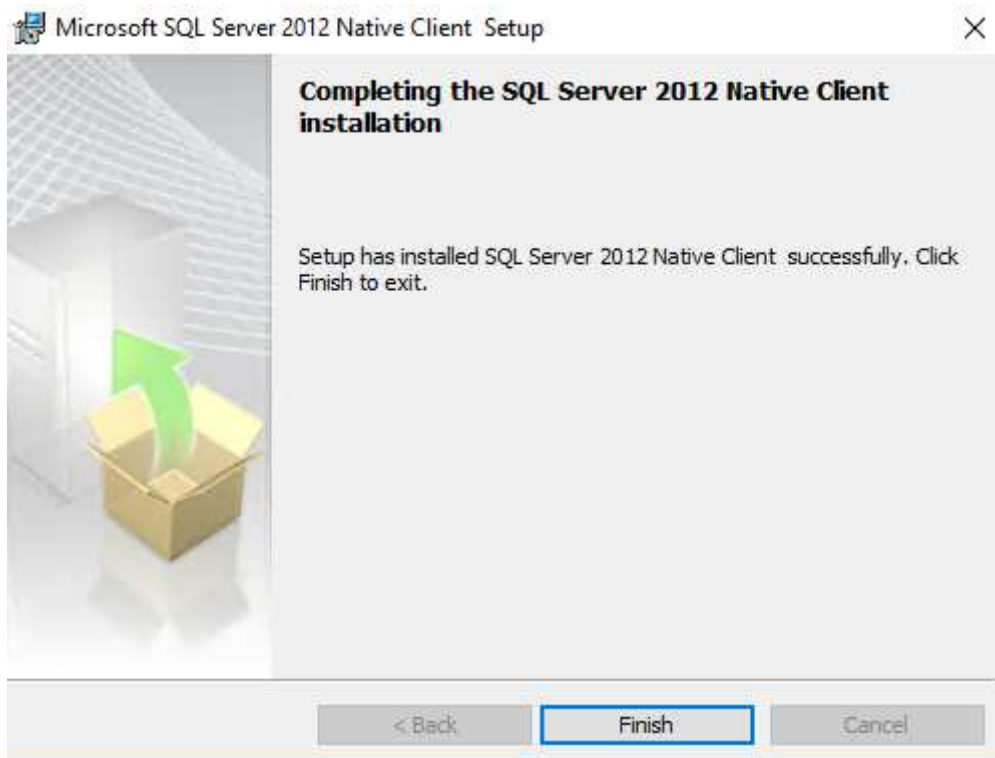 Microsoft SQL Server 2012 Native Client  Setup
Completing the SQL Server 2012 Native Client
installation
Setup has installed SQL Server 2012 Native Client  successfully. Click
Finish to exit.
< Back
Finish
Cancel